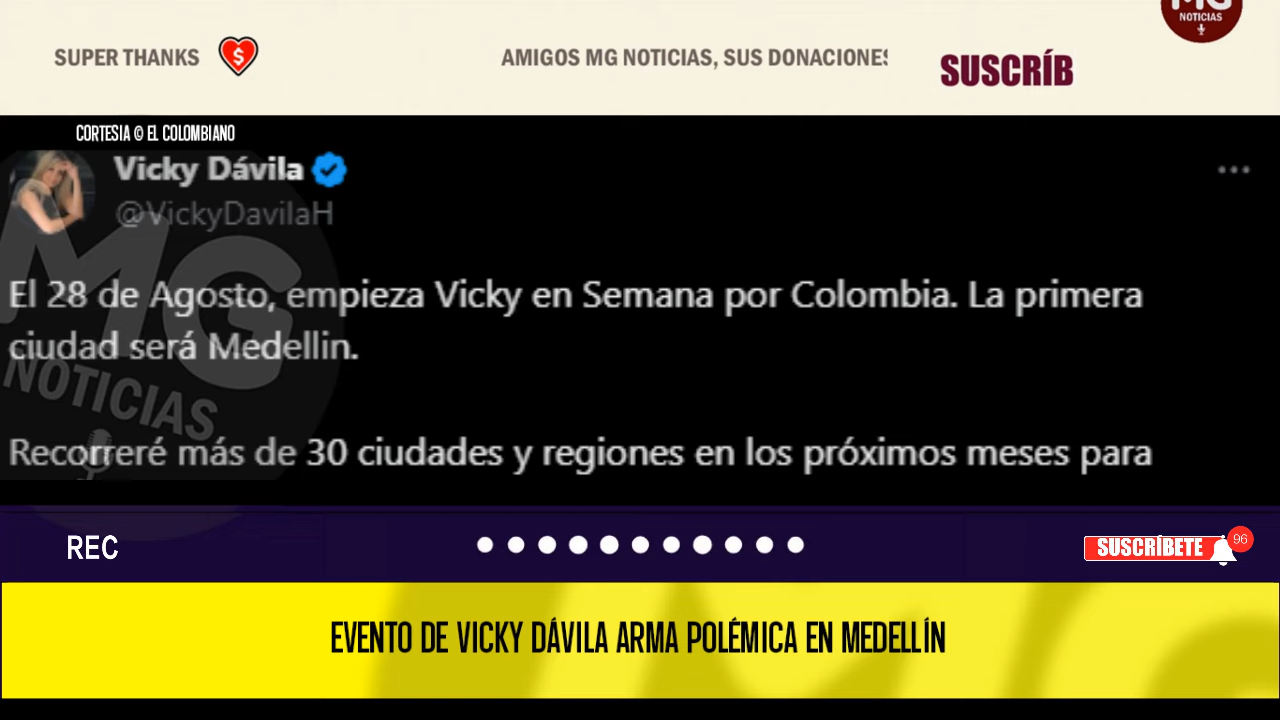 MG
NOTICIAS
SUPER THANKS
AMIGOS MG NOTICIAS, SUS DONACIONES
SUSCRÍB
CORTESIA © EL COLOMBIANO
Vicky Dávila
@VickyDavilaH
El 28 de Agosto, empieza Vicky en Semana por Colombia. La primera
ciudad será Medellin.
Recorreré más de 30 ciudades y regiones en los próximos meses para
MG
NOTICIAS
REC
SUSCRÍBETE
96
EVENTO DE VICKY DÁVILA ARMA POLÉMICA EN MEDELLÍN